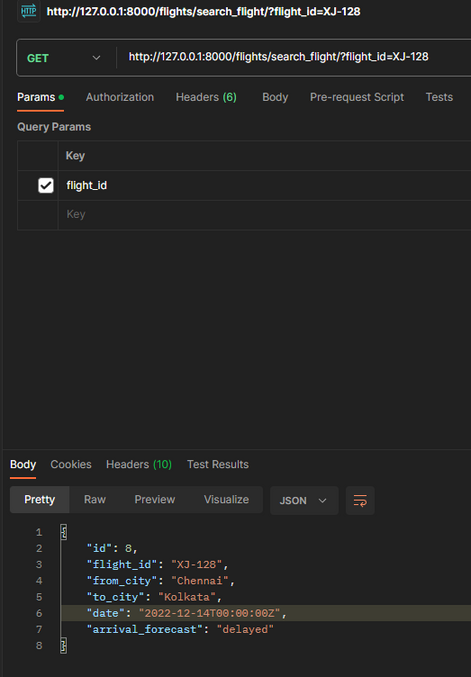 HTTP http://127.0.0.1:8000/flights/search_flight/?flight_id=XJ-128
GET http://127.0.0.1:8000/flights/search_flight/?flight_id=XJ-128
Params Authorization Headers (6) Body Pre-request Script Tests
Query Params
Key
flight_id
Key
Body Cookies Headers (10) Test Results
Pretty Raw Preview Visualize JSON
1 {
2 "id": 8,
3 "flight_id": "XJ-128",
4 "from_city": "Chennai",
5 "to_city": "Kolkata",
6 "date": "2022-12-14T00:00:00Z",
7 "arrival_forecast": "delayed"
8 }